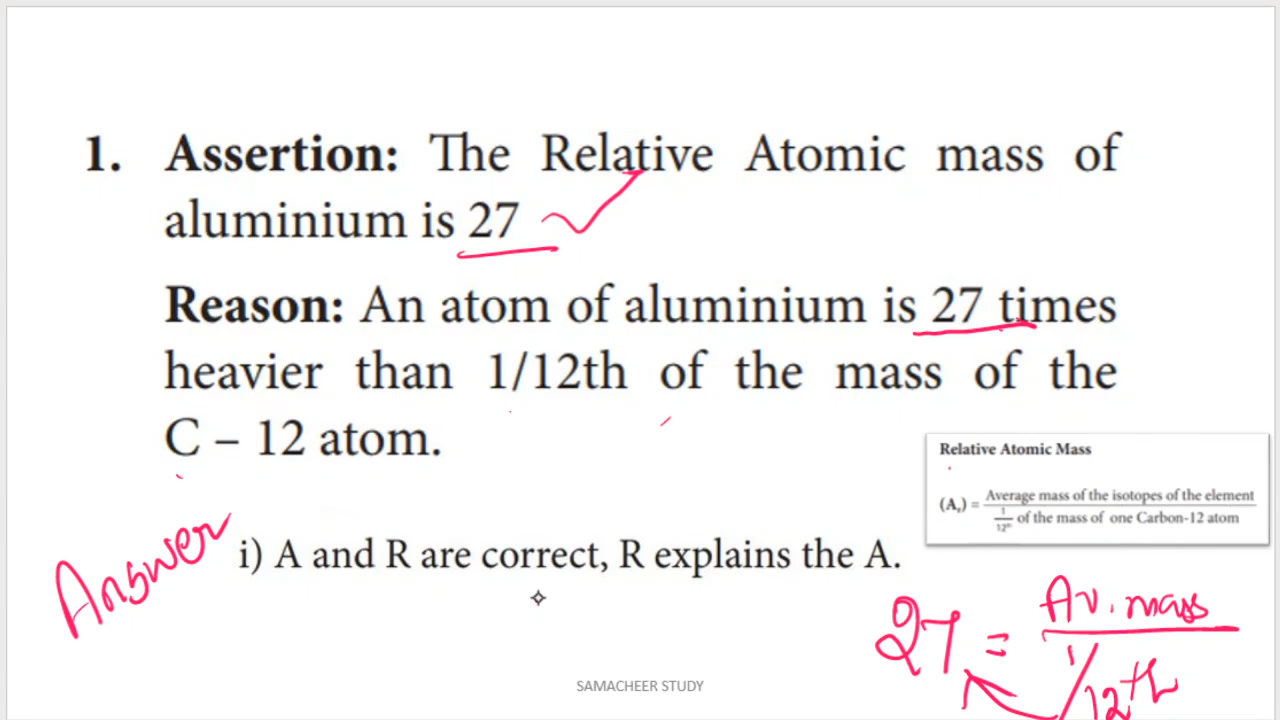 1. Assertion: The Relative Atomic mass of
aluminium is 27
Reason: An atom of aluminium is 27 times
heavier than 1/12th of the mass of the
C – 12 atom.
Relative Atomic Mass
(Ar) = Average mass of the isotopes of the element
1/12th of the mass of one Carbon-12 atom
Answer
i) A and R are correct, R explains the A.
27 = Av. mass
1/12th
SAMACHEER STUDY